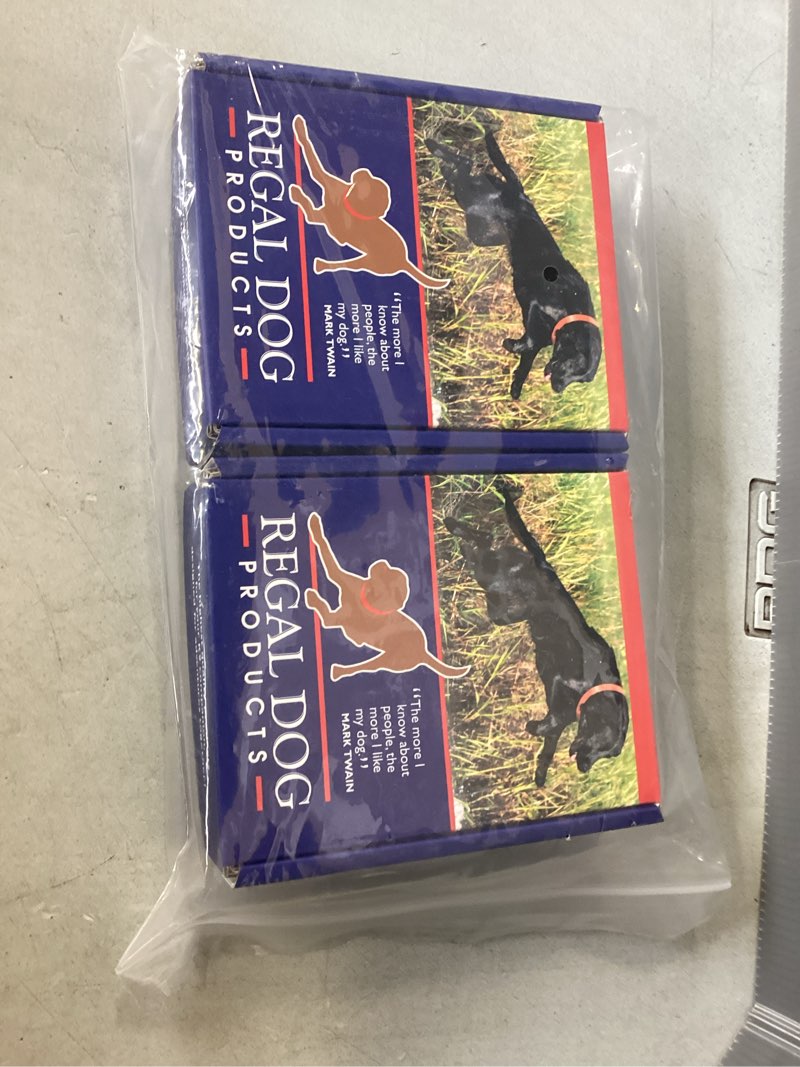 REGAL DOG
PRODUCTS
“The more I
know about
people, the
more I like
my dog.”
MARK TWAIN
REGAL DOG
PRODUCTS
“The more I
know about
people, the
more I like
my dog.”
MARK TWAIN